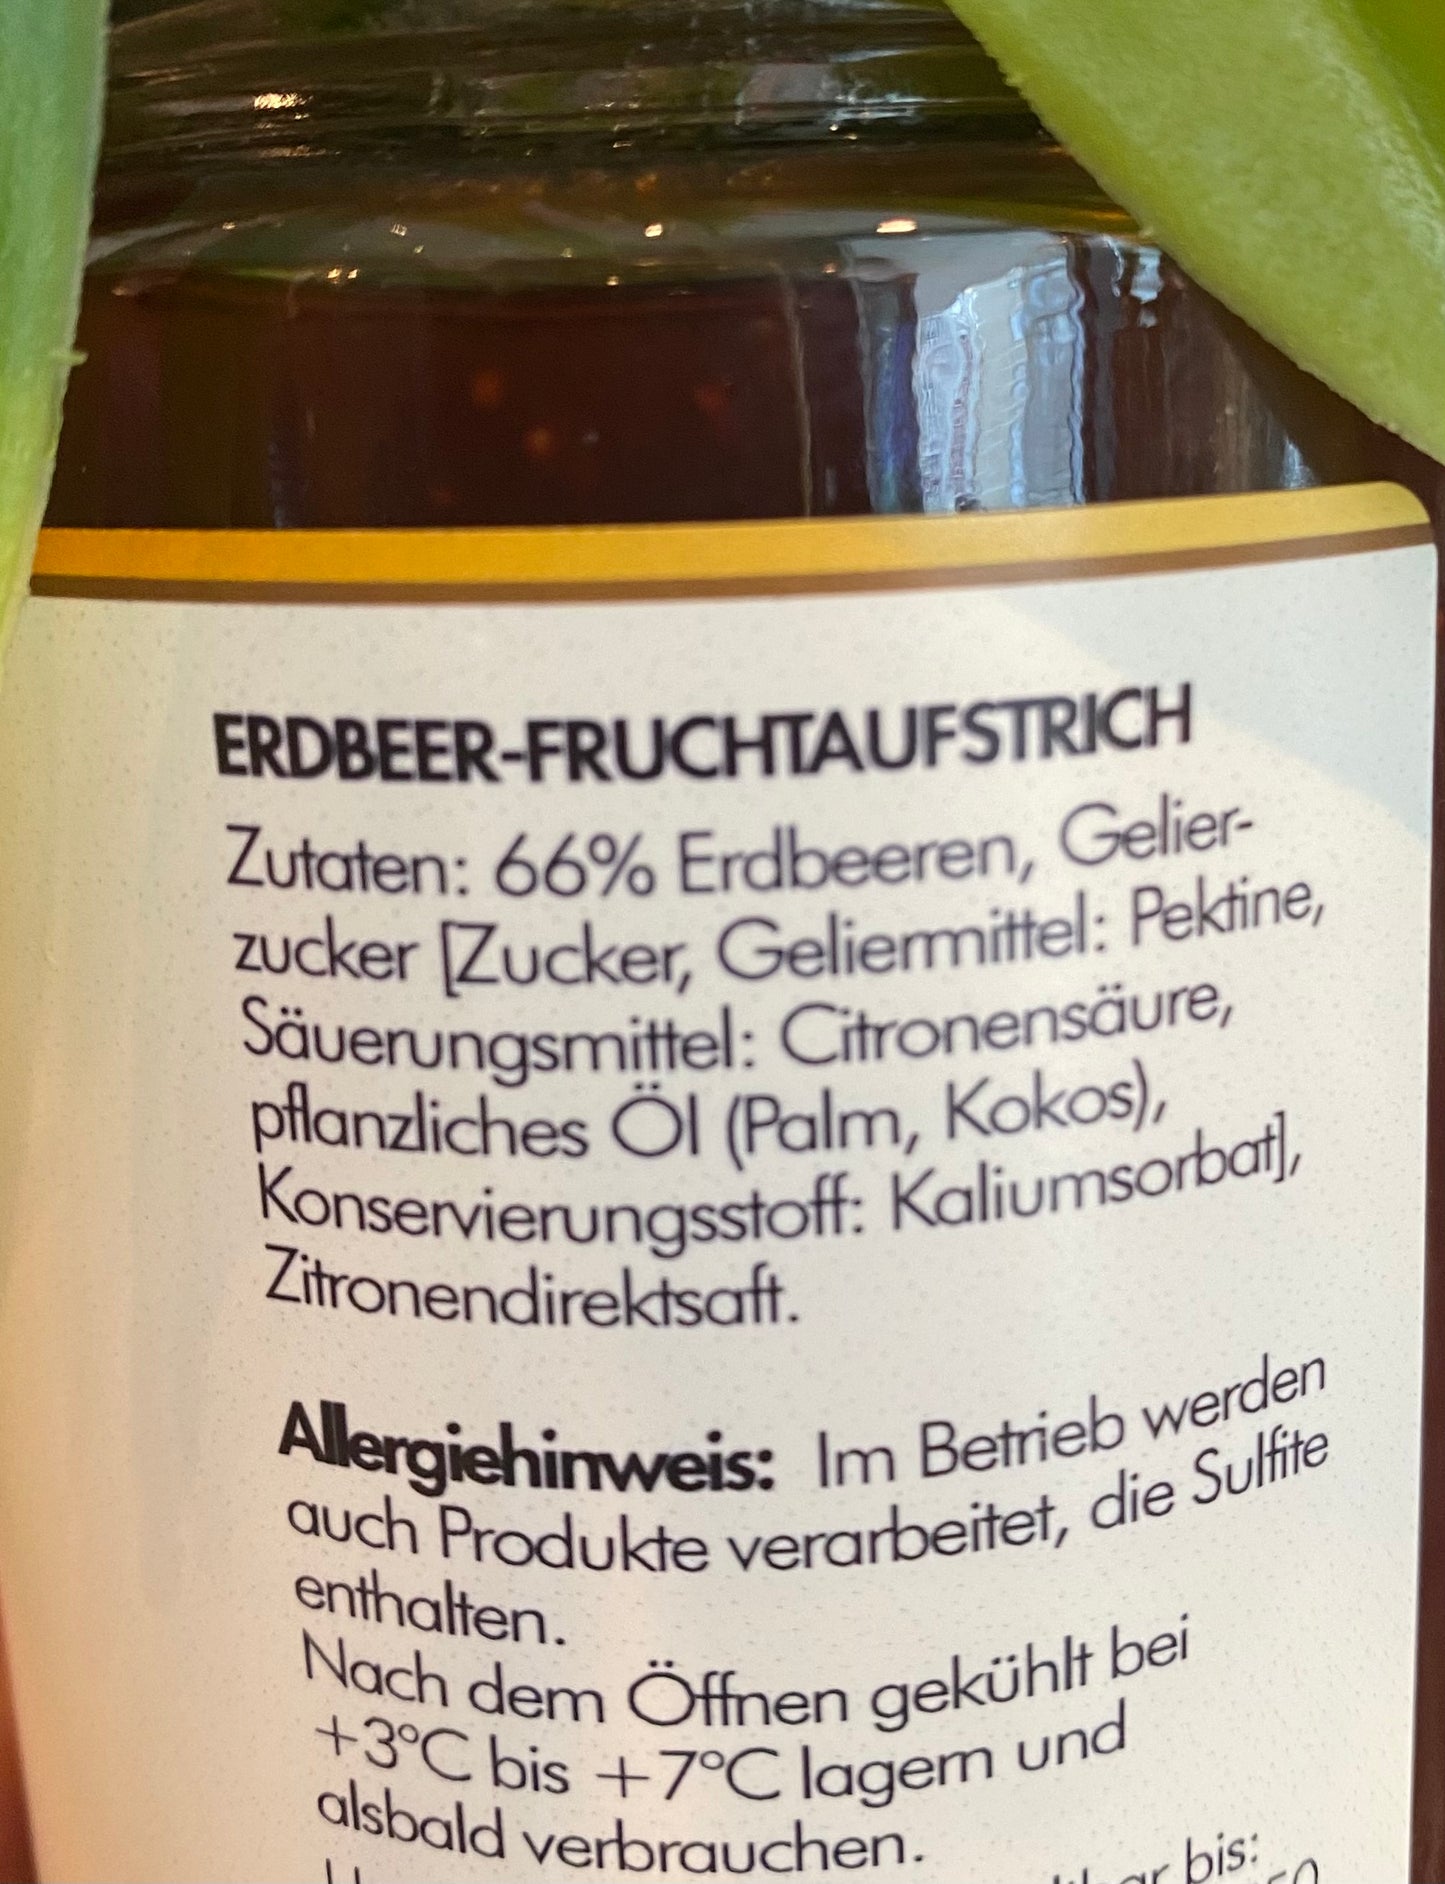 ERDBEER-FRUCHTAUFSTRICH
Zutaten: 66% Erdbeeren, Gelier-
zucker [Zucker, Geliermittel: Pektine,
Säuerungsmittel: Citronensäure,
pflanzliches Öl (Palm, Kokos),
Konservierungsstoff: Kaliumsorbat],
Zitronendirektsaft.
Allergiehinweis: Im Betrieb werden
auch Produkte verarbeitet, die Sulfite
enthalten.
Nach dem Öffnen gekühlt bei
+3°C bis +7°C lagern und
alsbald verbrauchen.
bis: